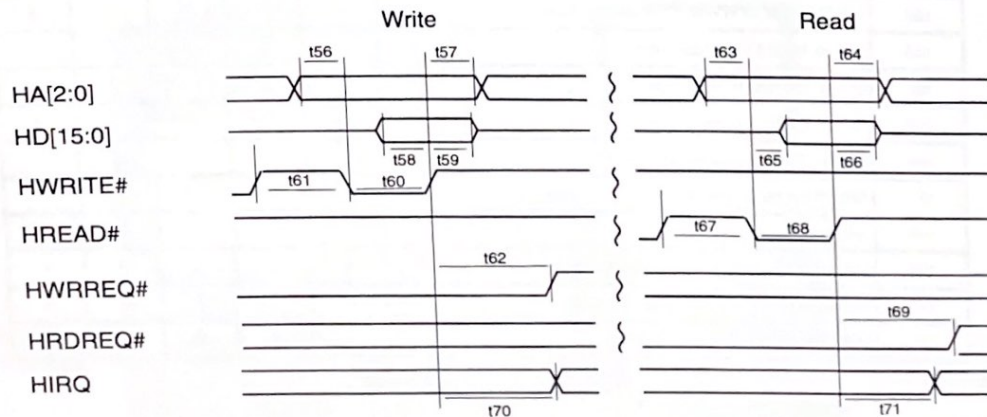 Write Read
t56 t57 t63 t64
HA[2:0]
HD[15:0]
t58 t59 t65 t66
HWRITE#
t61 t60
HREAD#
t67 t68
t62
HWRREQ#
t69
HRDREQ#
HIRQ
t70 t71